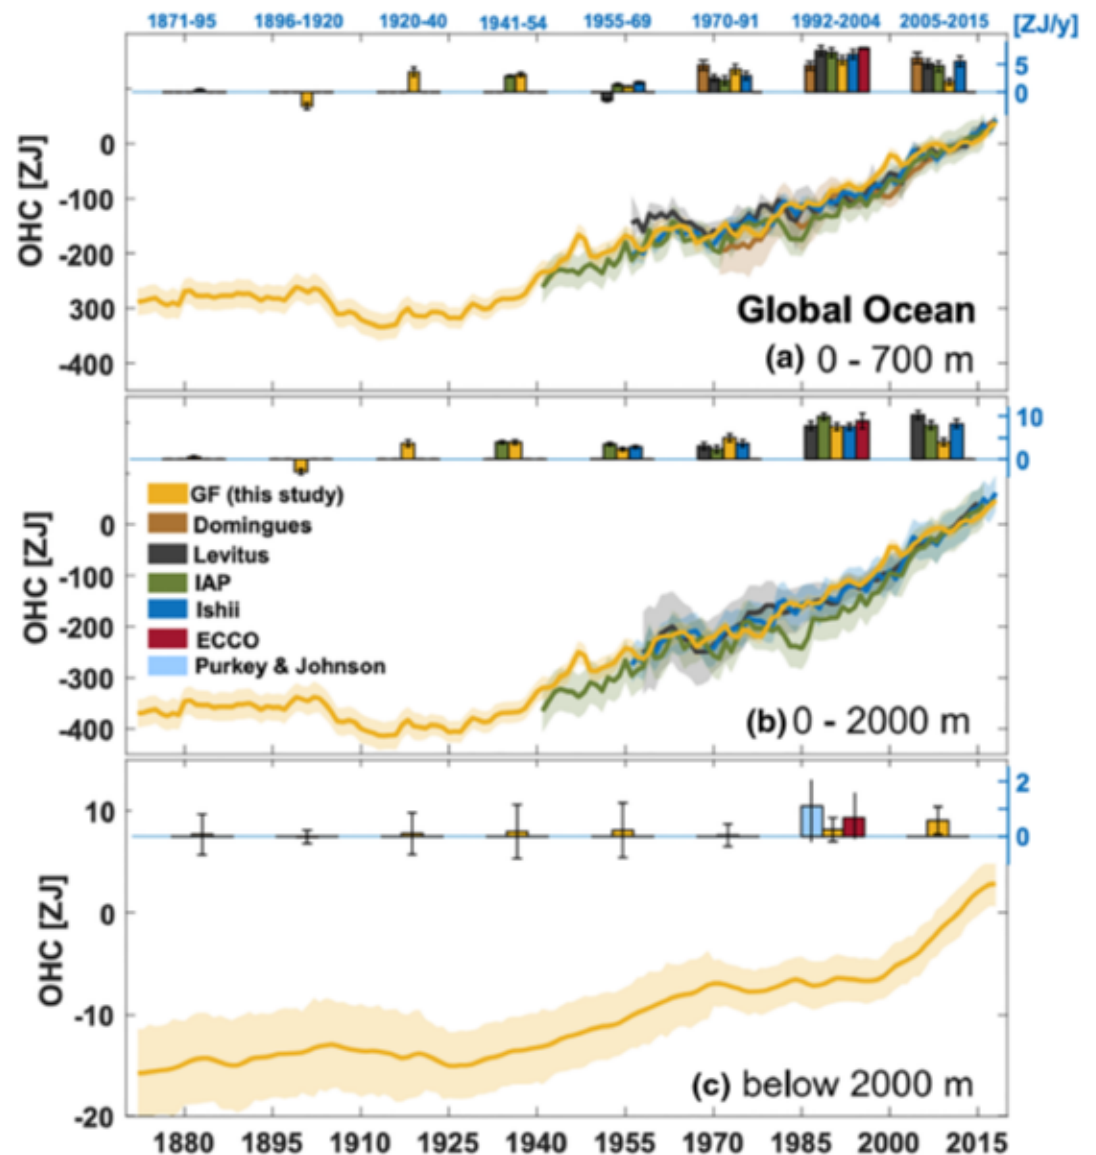 1871-95 1896-1920 1920-40 1941-54 1955-69 1970-91 1992-2004 2005-2015 [ZJ/y]
5
0
OHC [ZJ]
0
-100
-200
300
-400
Global Ocean
(a) 0 - 700 m
10
0
OHC [ZJ]
0
-100
-200
-300
-400
GF (this study)
Domingues
Levitus
IAP
Ishii
ECCO
Purkey & Johnson
(b) 0 - 2000 m
2
0
OHC [ZJ]
10
0
-10
-20
(c) below 2000 m
1880 1895 1910 1925 1940 1955 1970 1985 2000 2015